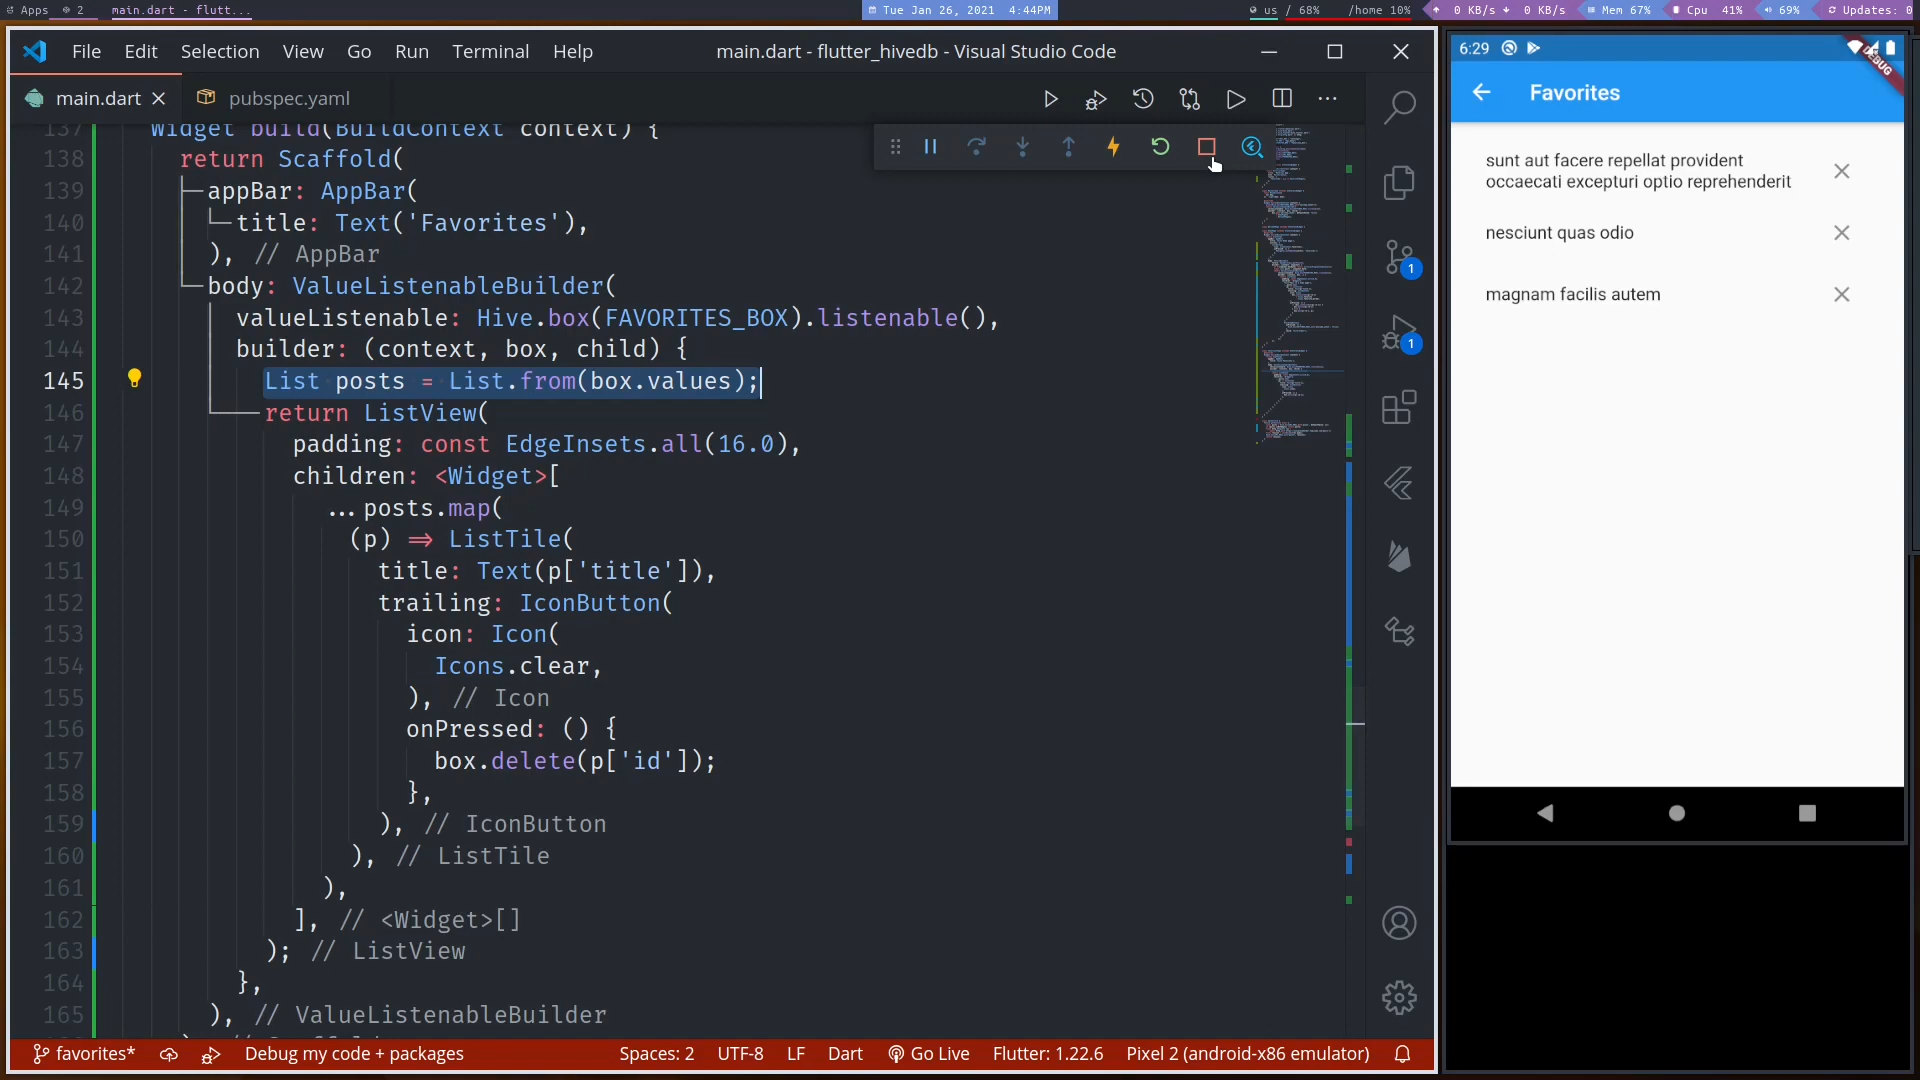 Apps 2 main.dart - flutt... Tue Jan 26, 2021 4:44PM us / 68% /home 10% 0 KB/s 0 KB/s Mem 67% Cpu 41% 69% Updates: 0
File Edit Selection View Go Run Terminal Help main.dart - flutter_hivedb - Visual Studio Code
main.dart pubspec.yaml
137 Widget build(BuildContext context) {
138 return Scaffold(
139 appBar: AppBar(
140 title: Text('Favorites'),
141 ), // AppBar
142 body: ValueListenableBuilder(
143 valueListenable: Hive.box(FAVORITES_BOX).listenable(),
144 builder: (context, box, child) {
145 List posts = List.from(box.values);
146 return ListView(
147 padding: const EdgeInsets.all(16.0),
148 children: <Widget>[
149 ...posts.map(
150 (p) => ListTile(
151 title: Text(p['title']),
152 trailing: IconButton(
153 icon: Icon(
154 Icons.clear,
155 ), // Icon
156 onPressed: () {
157 box.delete(p['id']);
158 },
159 ), // IconButton
160 ), // ListTile
161 ),
162 ], // <Widget>[]
163 ); // ListView
164 },
165 ), // ValueListenableBuilder
1
1
favorites* Debug my code + packages Spaces: 2 UTF-8 LF Dart Go Live Flutter: 1.22.6 Pixel 2 (android-x86 emulator)
6:29
DEBUG
Favorites
sunt aut facere repellat provident
occaecati excepturi optio reprehenderit
nesciunt quas odio
magnam facilis autem